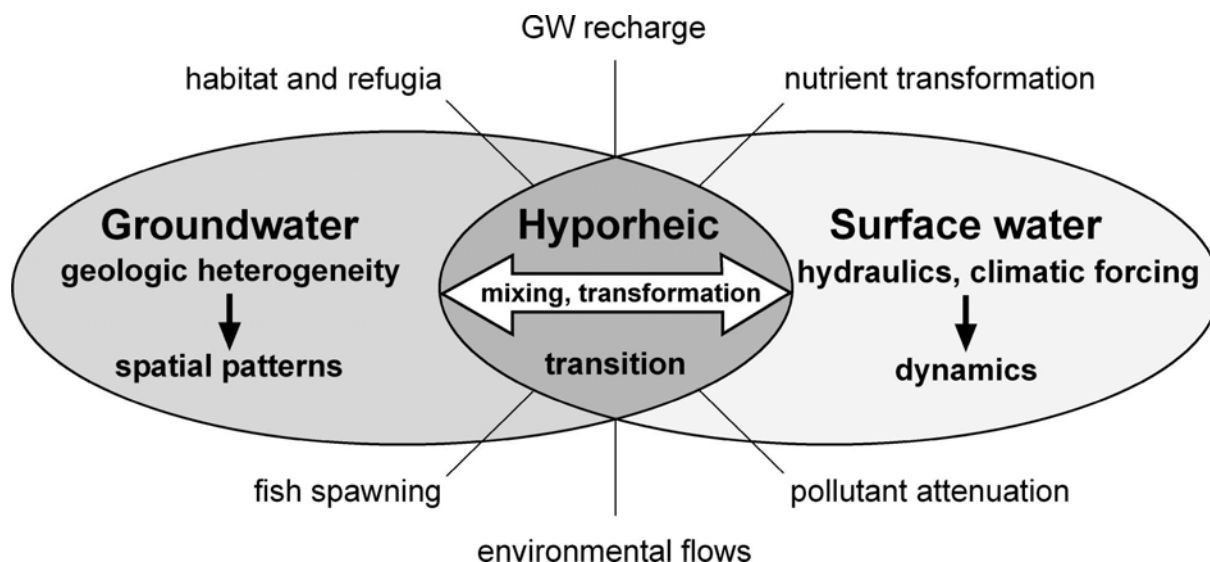 GW recharge
habitat and refugia
nutrient transformation
Groundwater
geologic heterogeneity
spatial patterns
Hyporheic
mixing, transformation
transition
Surface water
hydraulics, climatic forcing
dynamics
fish spawning
pollutant attenuation
environmental flows